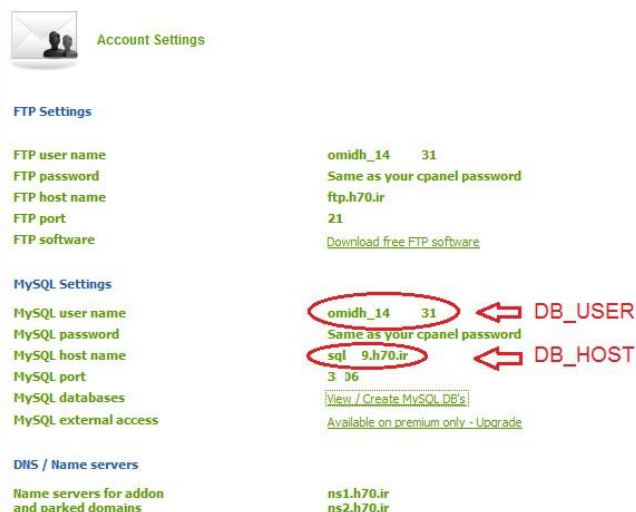 Account Settings
FTP Settings
FTP user name omidh_14 31
FTP password Same as your cpanel password
FTP host name ftp.h70.ir
FTP port 21
FTP software Download free FTP software
MySQL Settings
MySQL user name omidh_14 31 DB_USER
MySQL password Same as your cpanel password
MySQL host name sql 9.h70.ir DB_HOST
MySQL port 3 06
MySQL databases View / Create MySQL DB's
MySQL external access Available on premium only - Upgrade
DNS / Name servers
Name servers for addon ns1.h70.ir
and parked domains ns2.h70.ir